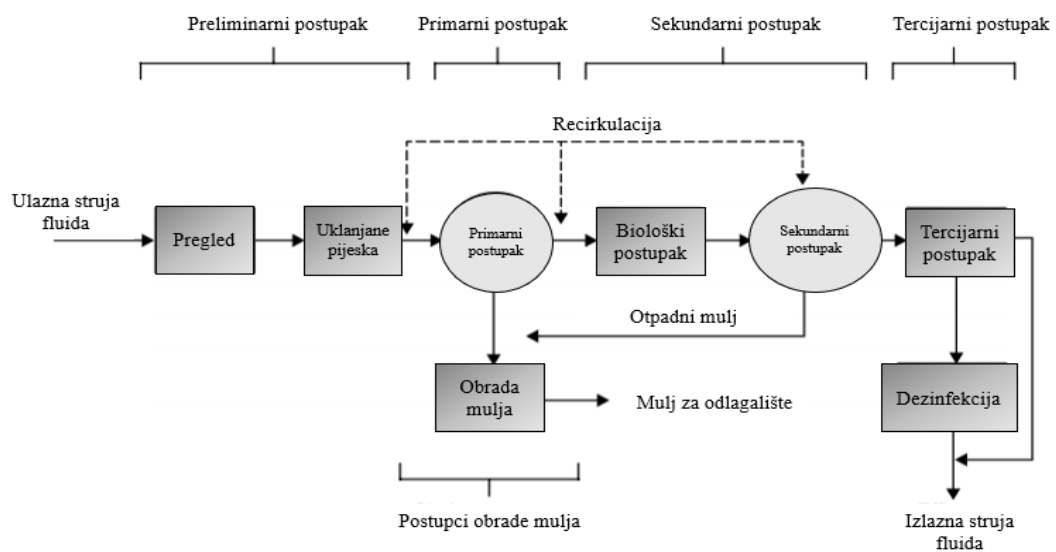 Preliminarni postupak
Primarni postupak
Sekundarni postupak
Tercijarni postupak
Recirkulacija
Ulazna struja
fluida
Pregled
Uklanjane
pijeska
Primarni
postupak
Biološki
postupak
Sekundarni
postupak
Tercijarni
postupak
Otpadni mulj
Obrada
mulja
Mulj za odlagalište
Dezinfekcija
Postupci obrade mulja
Izlazna struja
fluida